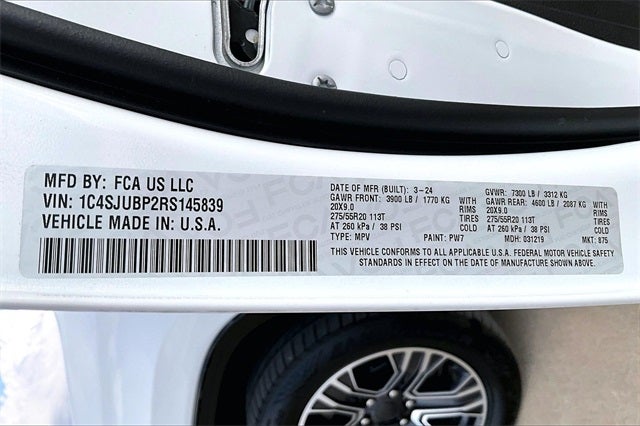 MFD BY: FCA US LLC
VIN: 1C4SJUBP2RS145839
VEHICLE MADE IN: U.S.A.
DATE OF MFR (BUILT): 3-24 GVWR: 7300 LB / 3312 KG
GAWR FRONT: 3900 LB / 1770 KG WITH GAWR REAR: 4600 LB / 2087 KG WITH
20X9.0 TIRES 20X9.0 TIRES
275/55R20 113T RIMS 275/55R20 113T RIMS
AT 260 kPa / 38 PSI AT 260 kPa / 38 PSI
TYPE: MPV PAINT: PW7 MDH: 031219 MKT: 875
THIS VEHICLE CONFORMS TO ALL APPLICABLE U.S.A. FEDERAL MOTOR VEHICLE SAFETY
STANDARDS IN EFFECT ON THE DATE OF MANUFACTURE SHOWN ABOVE.